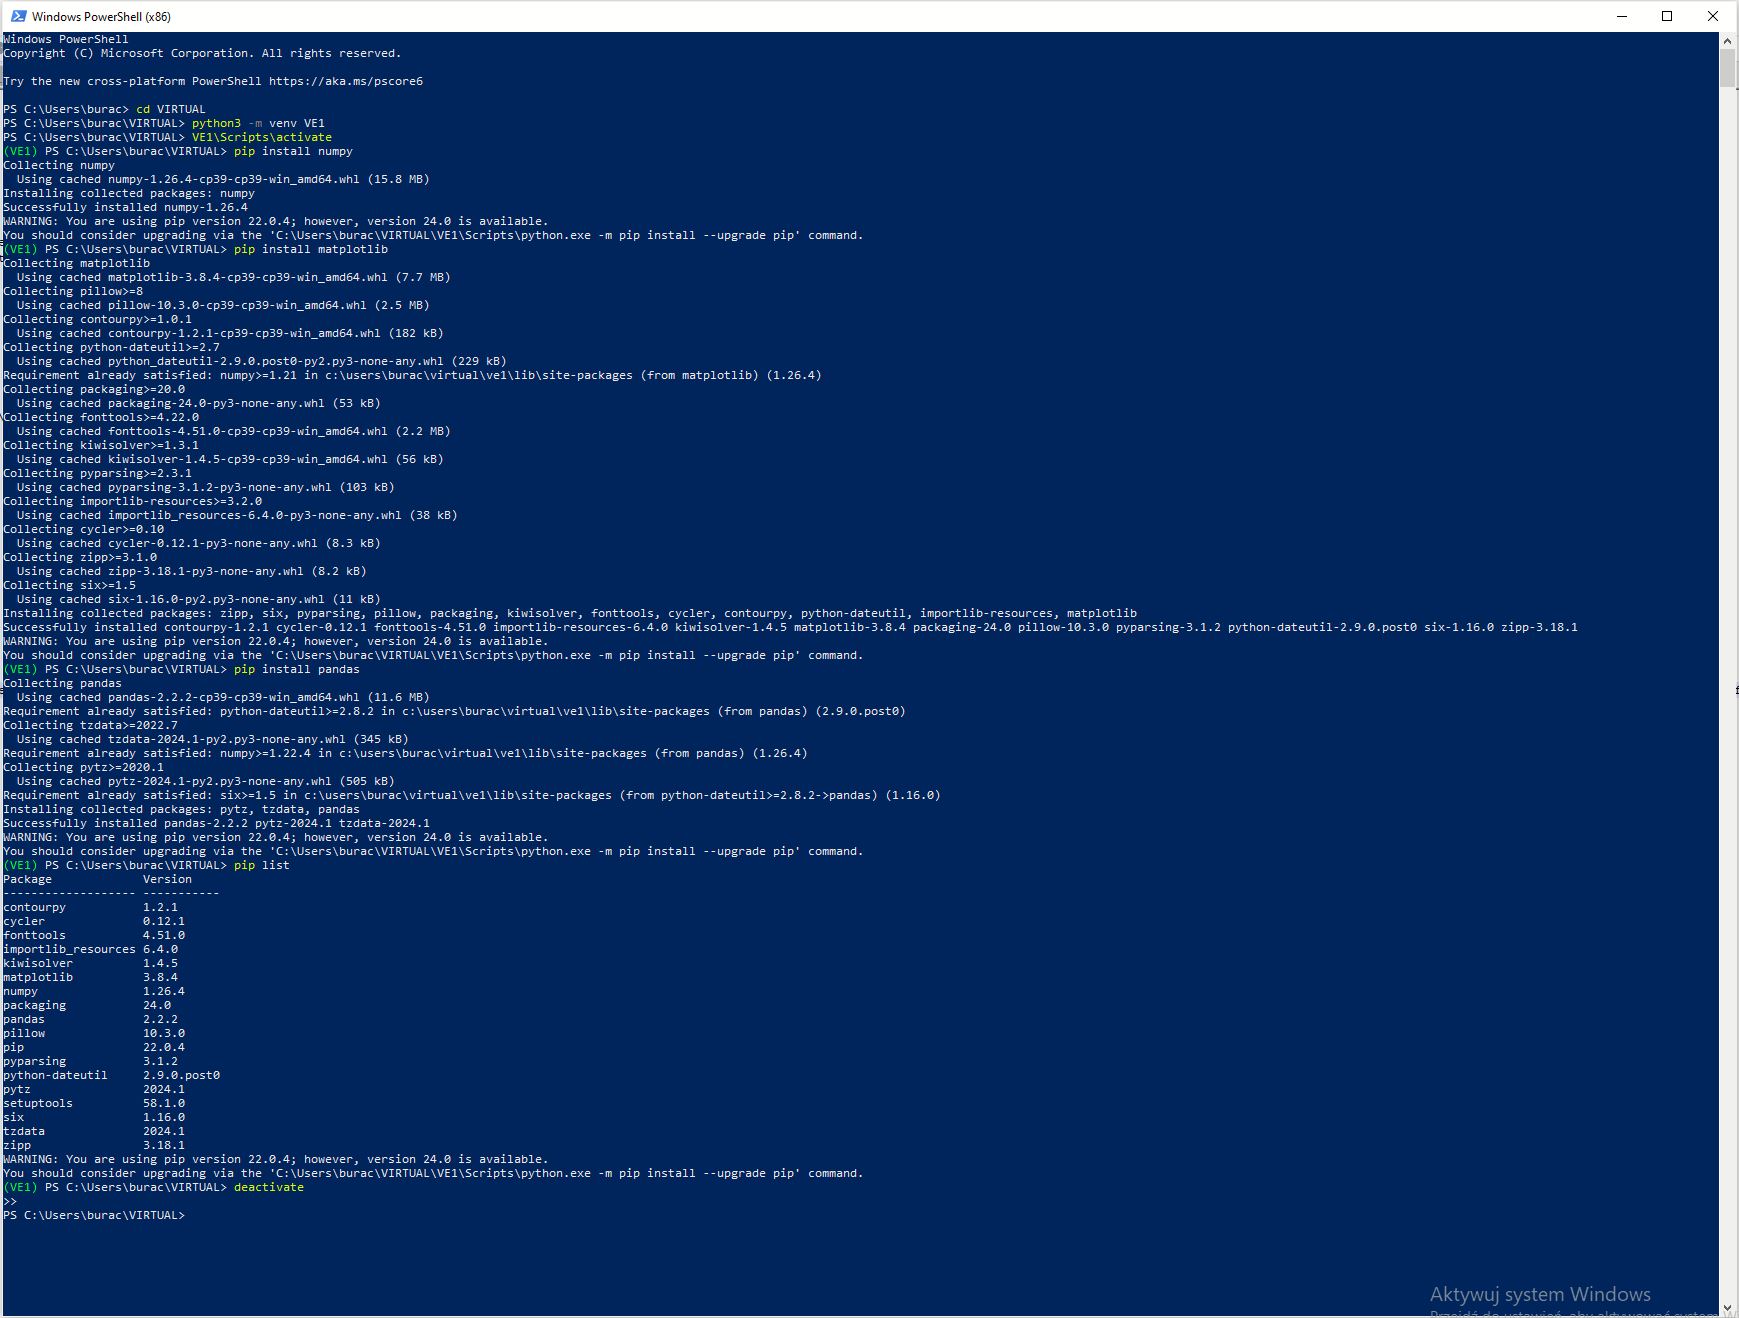 Windows PowerShell (x86)
Windows PowerShell
Copyright (C) Microsoft Corporation. All rights reserved.
Try the new cross-platform PowerShell https://aka.ms/pscore6
PS C:\Users\burac> cd VIRTUAL
PS C:\Users\burac\VIRTUAL> python3 -m venv VE1
PS C:\Users\burac\VIRTUAL> VE1\Scripts\activate
(VE1) PS C:\Users\burac\VIRTUAL> pip install numpy
Collecting numpy
  Using cached numpy-1.26.4-cp39-cp39-win_amd64.whl (15.8 MB)
Installing collected packages: numpy
Successfully installed numpy-1.26.4
WARNING: You are using pip version 22.0.4; however, version 24.0 is available.
You should consider upgrading via the 'C:\Users\burac\VIRTUAL\VE1\Scripts\python.exe -m pip install --upgrade pip' command.
(VE1) PS C:\Users\burac\VIRTUAL> pip install matplotlib
Collecting matplotlib
  Using cached matplotlib-3.8.4-cp39-cp39-win_amd64.whl (7.7 MB)
Collecting pillow>=8
  Using cached pillow-10.3.0-cp39-cp39-win_amd64.whl (2.5 MB)
Collecting contourpy>=1.0.1
  Using cached contourpy-1.2.1-cp39-cp39-win_amd64.whl (182 kB)
Collecting python-dateutil>=2.7
  Using cached python_dateutil-2.9.0.post0-py2.py3-none-any.whl (229 kB)
Requirement already satisfied: numpy>=1.21 in c:\users\burac\virtual\ve1\lib\site-packages (from matplotlib) (1.26.4)
Collecting packaging>=20.0
  Using cached packaging-24.0-py3-none-any.whl (53 kB)
Collecting fonttools>=4.22.0
  Using cached fonttools-4.51.0-cp39-cp39-win_amd64.whl (2.2 MB)
Collecting kiwisolver>=1.3.1
  Using cached kiwisolver-1.4.5-cp39-cp39-win_amd64.whl (56 kB)
Collecting pyparsing>=2.3.1
  Using cached pyparsing-3.1.2-py3-none-any.whl (103 kB)
Collecting importlib-resources>=3.2.0
  Using cached importlib_resources-6.4.0-py3-none-any.whl (38 kB)
Collecting cycler>=0.10
  Using cached cycler-0.12.1-py3-none-any.whl (8.3 kB)
Collecting zipp>=3.1.0
  Using cached zipp-3.18.1-py3-none-any.whl (8.2 kB)
Collecting six>=1.5
  Using cached six-1.16.0-py2.py3-none-any.whl (11 kB)
Installing collected packages: zipp, six, pyparsing, pillow, packaging, kiwisolver, fonttools, cycler, contourpy, python-dateutil, importlib-resources, matplotlib
Successfully installed contourpy-1.2.1 cycler-0.12.1 fonttools-4.51.0 importlib-resources-6.4.0 kiwisolver-1.4.5 matplotlib-3.8.4 packaging-24.0 pillow-10.3.0 pyparsing-3.1.2 python-dateutil-2.9.0.post0 six-1.16.0 zipp-3.18.1
WARNING: You are using pip version 22.0.4; however, version 24.0 is available.
You should consider upgrading via the 'C:\Users\burac\VIRTUAL\VE1\Scripts\python.exe -m pip install --upgrade pip' command.
(VE1) PS C:\Users\burac\VIRTUAL> pip install pandas
Collecting pandas
  Using cached pandas-2.2.2-cp39-cp39-win_amd64.whl (11.6 MB)
Requirement already satisfied: python-dateutil>=2.8.2 in c:\users\burac\virtual\ve1\lib\site-packages (from pandas) (2.9.0.post0)
Collecting tzdata>=2022.7
  Using cached tzdata-2024.1-py2.py3-none-any.whl (345 kB)
Requirement already satisfied: numpy>=1.22.4 in c:\users\burac\virtual\ve1\lib\site-packages (from pandas) (1.26.4)
Collecting pytz>=2020.1
  Using cached pytz-2024.1-py2.py3-none-any.whl (505 kB)
Requirement already satisfied: six>=1.5 in c:\users\burac\virtual\ve1\lib\site-packages (from python-dateutil>=2.8.2->pandas) (1.16.0)
Installing collected packages: pytz, tzdata, pandas
Successfully installed pandas-2.2.2 pytz-2024.1 tzdata-2024.1
WARNING: You are using pip version 22.0.4; however, version 24.0 is available.
You should consider upgrading via the 'C:\Users\burac\VIRTUAL\VE1\Scripts\python.exe -m pip install --upgrade pip' command.
(VE1) PS C:\Users\burac\VIRTUAL> pip list
Package             Version
------------------- -----------
contourpy           1.2.1
cycler              0.12.1
fonttools           4.51.0
importlib_resources 6.4.0
kiwisolver          1.4.5
matplotlib          3.8.4
numpy               1.26.4
packaging           24.0
pandas              2.2.2
pillow              10.3.0
pip                 22.0.4
pyparsing           3.1.2
python-dateutil     2.9.0.post0
pytz                2024.1
setuptools          58.1.0
six                 1.16.0
tzdata              2024.1
zipp                3.18.1
WARNING: You are using pip version 22.0.4; however, version 24.0 is available.
You should consider upgrading via the 'C:\Users\burac\VIRTUAL\VE1\Scripts\python.exe -m pip install --upgrade pip' command.
(VE1) PS C:\Users\burac\VIRTUAL> deactivate
>>
PS C:\Users\burac\VIRTUAL>
Aktywuj system Windows